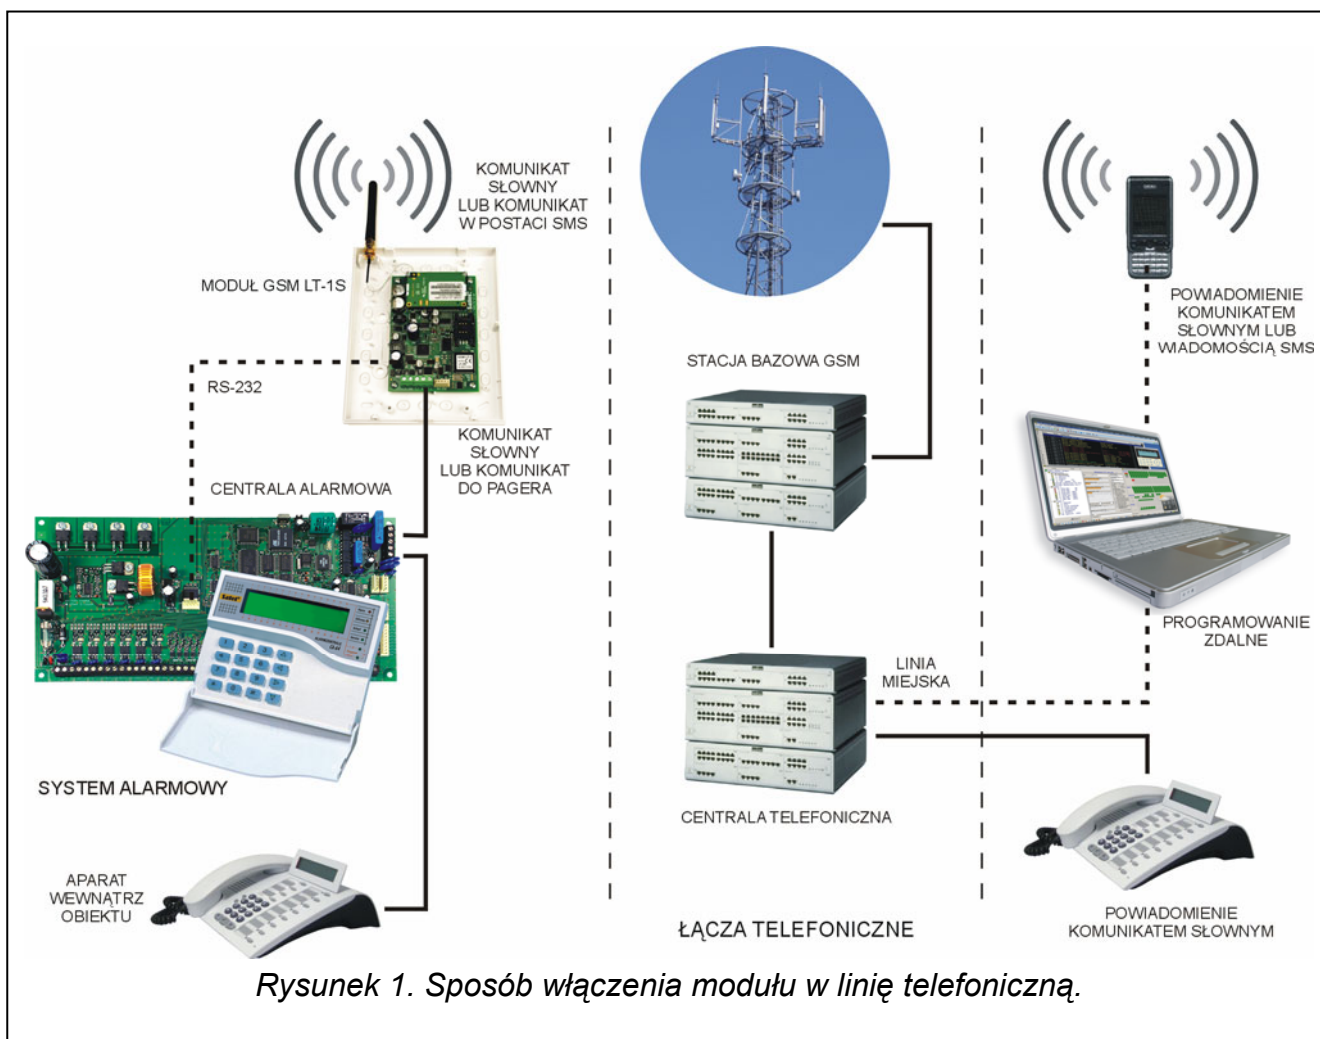 KOMUNIKAT
SŁOWNY
LUB KOMUNIKAT
W POSTACI SMS
MODUŁ GSM LT-1S
RS-232
KOMUNIKAT
SŁOWNY
LUB KOMUNIKAT
DO PAGERA
CENTRALA ALARMOWA
SYSTEM ALARMOWY
APARAT
WEWNĄTRZ
OBIEKTU
STACJA BAZOWA GSM
LINIA
MIEJSKA
CENTRALA TELEFONICZNA
ŁĄCZA TELEFONICZNE
POWIADOMIENIE
KOMUNIKATEM
SŁOWNYM LUB
WIADOMOŚCIĄ SMS
PROGRAMOWANIE
ZDALNE
POWIADOMIENIE
KOMUNIKATEM SŁOWNYM
Rysunek 1. Sposób włączenia modułu w linię telefoniczną.